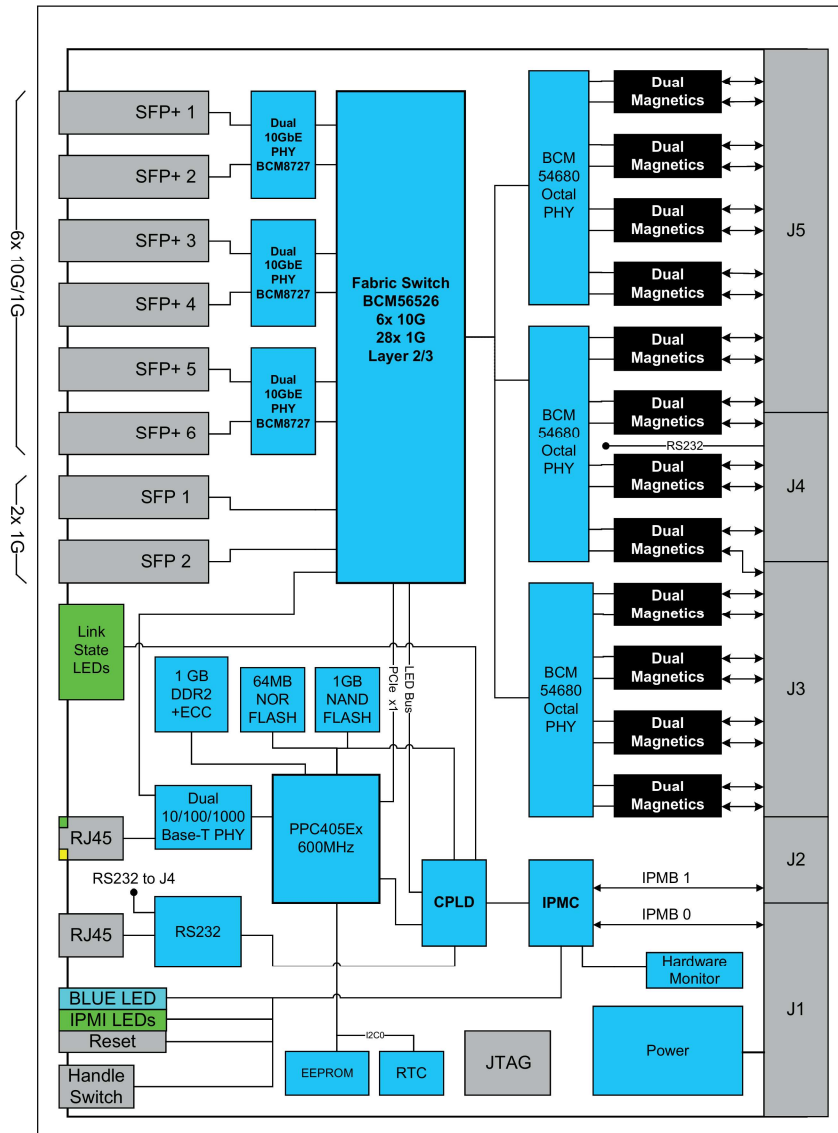 6x 10G/1G
2x 1G
SFP+ 1
SFP+ 2
SFP+ 3
SFP+ 4
SFP+ 5
SFP+ 6
SFP 1
SFP 2
Link
State
LEDs
RJ45
RS232 to J4
RJ45
BLUE LED
IPMI LEDs
Reset
Handle
Switch
Dual
10GbE
PHY
BCM8727
Dual
10GbE
PHY
BCM8727
Dual
10GbE
PHY
BCM8727
Fabric Switch
BCM56526
6x 10G
28x 1G
Layer 2/3
PCIe x1
LED Bus
1 GB
DDR2
+ECC
64MB
NOR
FLASH
1GB
NAND
FLASH
Dual
10/100/1000
Base-T PHY
PPC405Ex
600MHz
RS232
CPLD
IPMC
I2C0
EEPROM
RTC
JTAG
BCM
54680
Octal
PHY
BCM
54680
Octal
PHY
BCM
54680
Octal
PHY
Dual
Magnetics
Dual
Magnetics
Dual
Magnetics
Dual
Magnetics
Dual
Magnetics
Dual
Magnetics
RS232
Dual
Magnetics
Dual
Magnetics
Dual
Magnetics
Dual
Magnetics
Dual
Magnetics
Dual
Magnetics
IPMB 1
IPMB 0
Hardware
Monitor
Power
J5
J4
J3
J2
J1